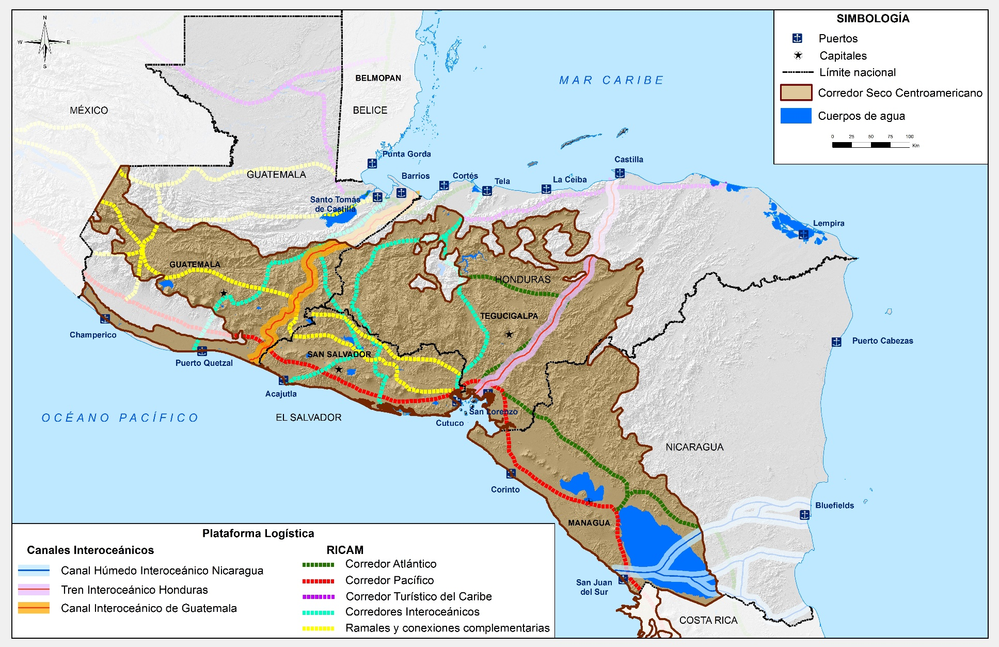 N
W
E
S
SIMBOLOGÍA
Puertos
Capitales
Límite nacional
Corredor Seco Centroamericano
Cuerpos de agua
0 25 50 75 100
Km
MAR CARIBE
BELMOPAN
MÉXICO
BELICE
Punta Gorda
Castilla
GUATEMALA
Barrios
Cortés
Tela
La Ceiba
Santo Tomás
de Castilla
Lempira
GUATEMALA
HONDURAS
TEGUCIGALPA
Champerico
Puerto Cabezas
Puerto Quetzal
SAN SALVADOR
Acajutla
OCÉANO PACÍFICO
EL SALVADOR
San Lorenzo
Cutuco
NICARAGUA
Corinto
Bluefields
MANAGUA
San Juan
del Sur
COSTA RICA
Plataforma Logística
Canales Interoceánicos
Canal Húmedo Interoceánico Nicaragua
Tren Interoceánico Honduras
Canal Interoceánico de Guatemala
RICAM
Corredor Atlántico
Corredor Pacífico
Corredor Turístico del Caribe
Corredores Interoceánicos
Ramales y conexiones complementarias